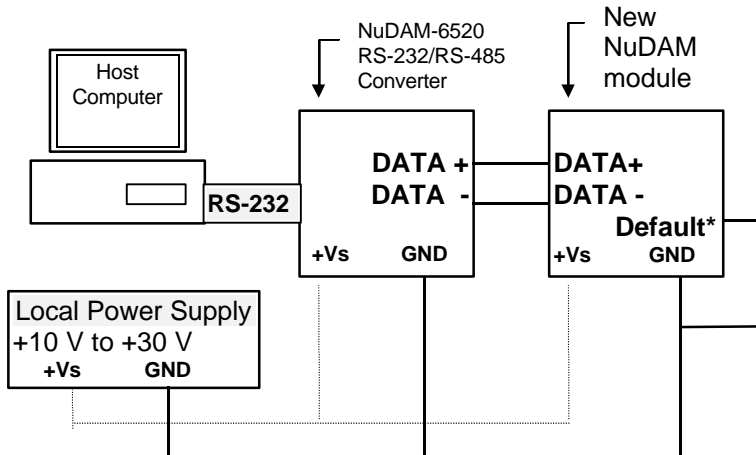 Host
Computer
NuDAM-6520
RS-232/RS-485
Converter
New
NuDAM
module
DATA +
DATA -
DATA+
DATA -
Default*
RS-232
+Vs GND
+Vs GND
Local Power Supply
+10 V to +30 V
+Vs GND